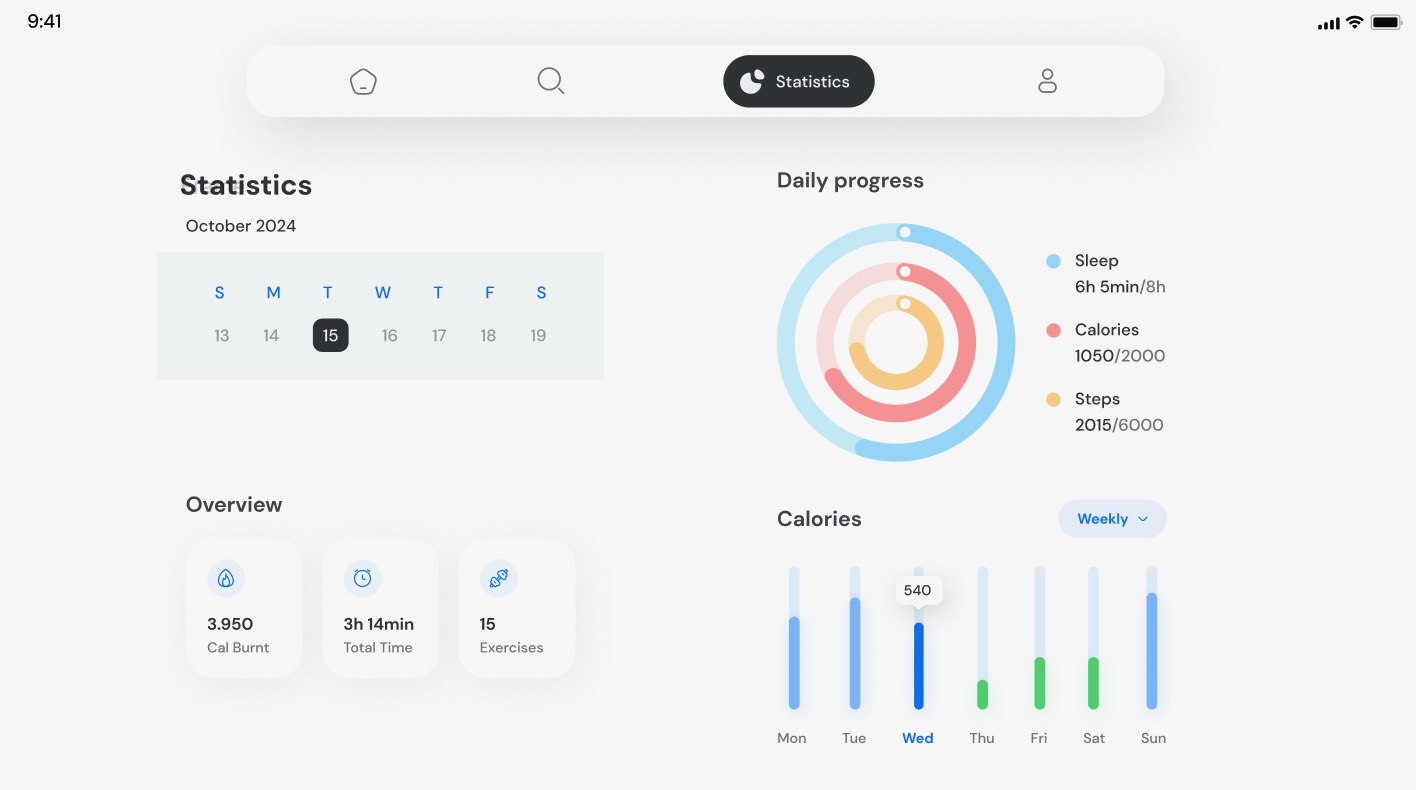 9:41
Statistics
Statistics
October 2024
S M T W T F S
13 14 15 16 17 18 19
Daily progress
Sleep
6h 5min/8h
Calories
1050/2000
Steps
2015/6000
Overview
3.950
Cal Burnt
3h 14min
Total Time
15
Exercises
Calories
Weekly
540
Mon Tue Wed Thu Fri Sat Sun